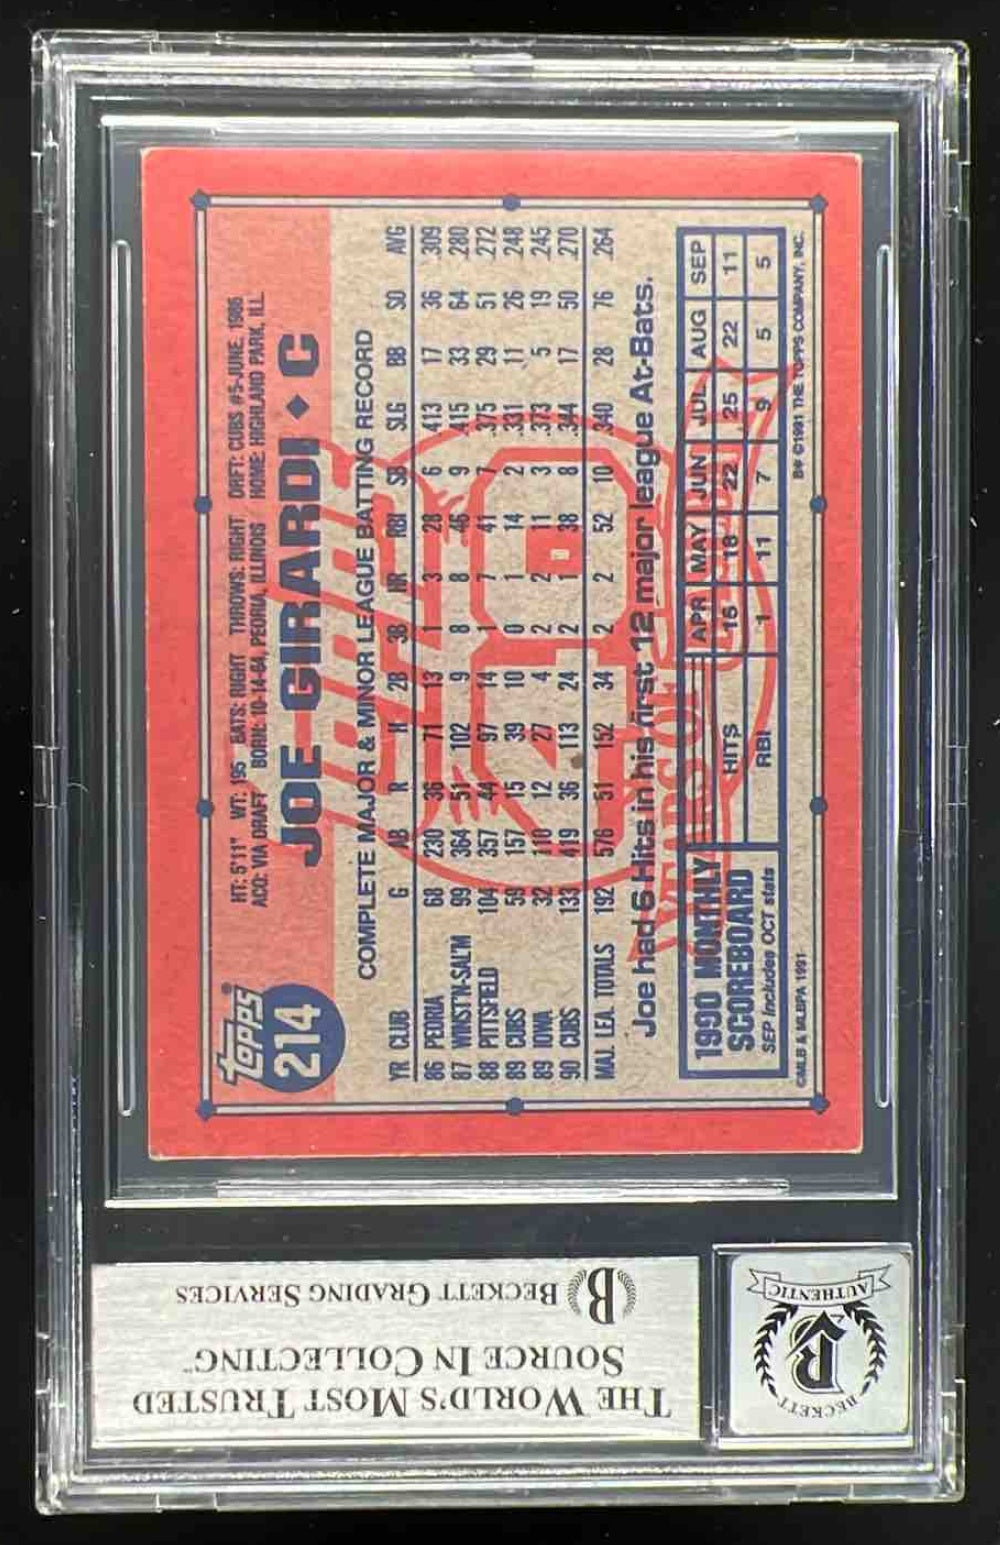 topps®
214
HT: 5'11" WT: 195 BATS: RIGHT THROWS: RIGHT DRFT: CUBS #5-JUNE, 1986
ACQ: VIA DRAFT BORN: 10-14-64, PEORIA, ILLINOIS HOME: HIGHLAND PARK, ILL.
JOE GIRARDI ◆ C
COMPLETE MAJOR & MINOR LEAGUE BATTING RECORD
YR CLUB G AB R H 2B 3B HR RBI SB SLG BB SO AVG
86 PEORIA 68 230 36 71 13 1 3 28 6 .413 17 36 .309
87 WINST'N-SAL'M 99 364 51 102 9 8 8 46 9 .415 33 64 .280
88 PITTSFIELD 104 357 44 97 14 1 7 41 7 .375 29 51 .272
89 CUBS 59 157 15 39 10 0 1 14 2 .331 11 26 .248
89 IOWA 32 110 12 27 4 2 2 11 3 .373 5 19 .245
90 CUBS 133 419 36 113 24 2 1 38 8 .344 17 50 .270
MAJ. LEA. TOTALS 192 576 51 152 34 2 2 52 10 .340 28 76 .264
Joe had 6 Hits in his first 12 major league At-Bats.
1990 MONTHLY SCOREBOARD APR MAY JUN JUL AUG SEP
HITS 15 18 22 25 22 11
RBI 1 11 7 9 5 5
SEP Includes OCT stats
©MLB & MLBPA 1991
B# ©1991 THE TOPPS COMPANY, INC.
TOPPS
40
YEARS OF
THE WORLD'S MOST TRUSTED
SOURCE IN COLLECTING™
B BECKETT GRADING SERVICES
BECKETT
AUTHENTIC